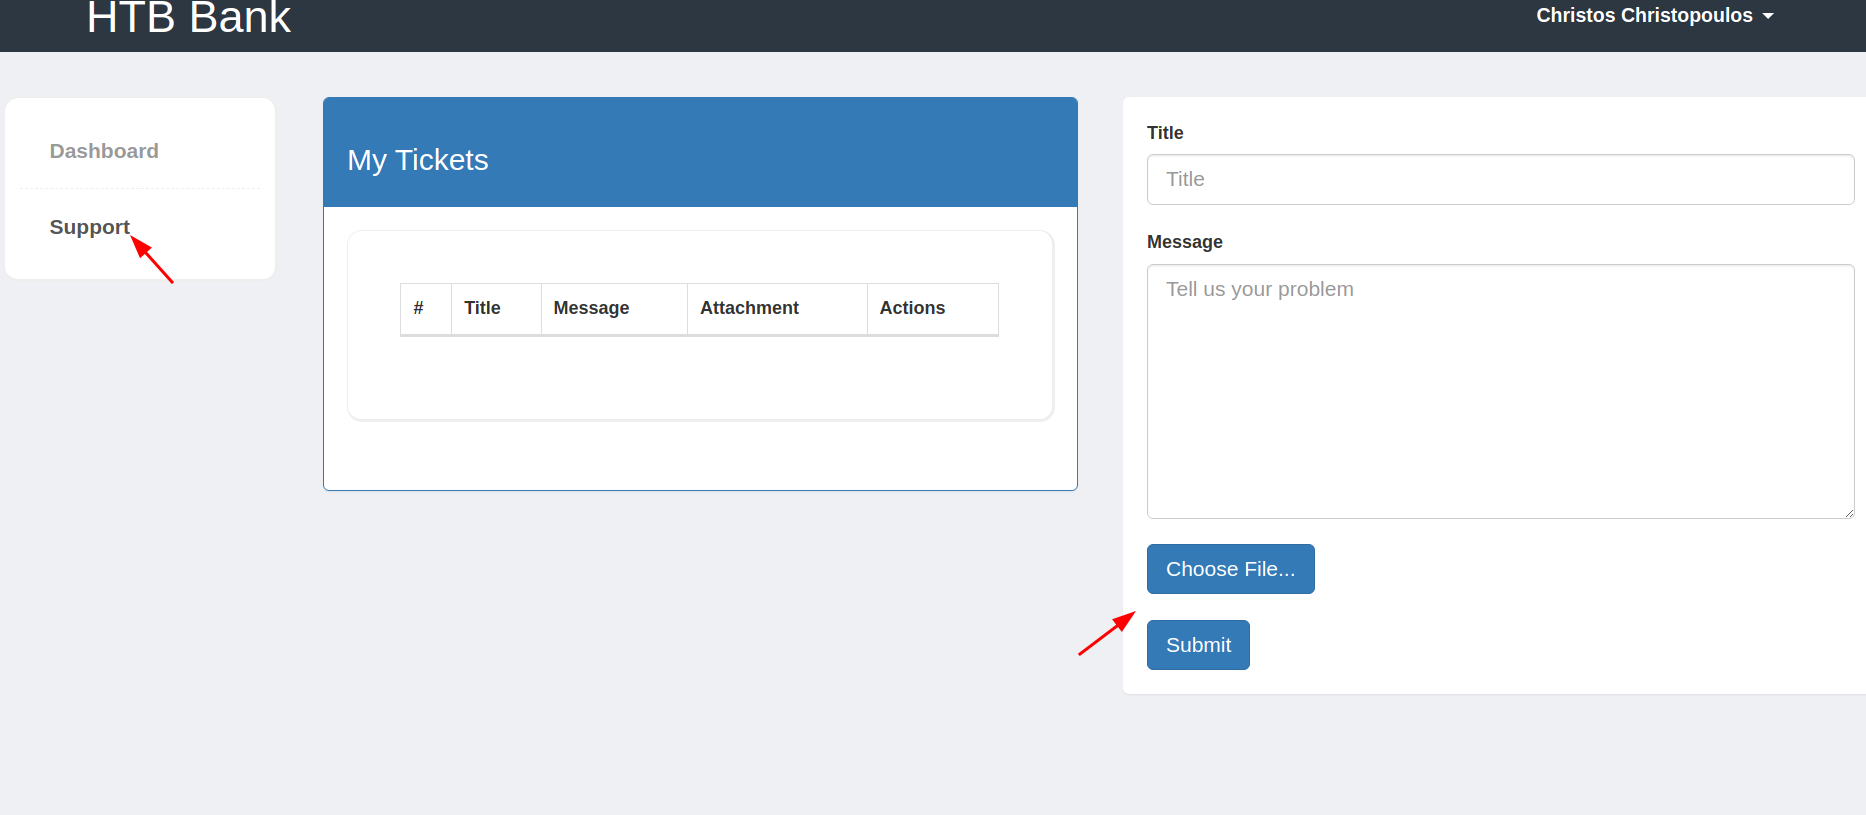 HTB Bank
Christos Christopoulos
Dashboard
Support
My Tickets
# Title Message Attachment Actions
Title
Title
Message
Tell us your problem
Choose File...
Submit